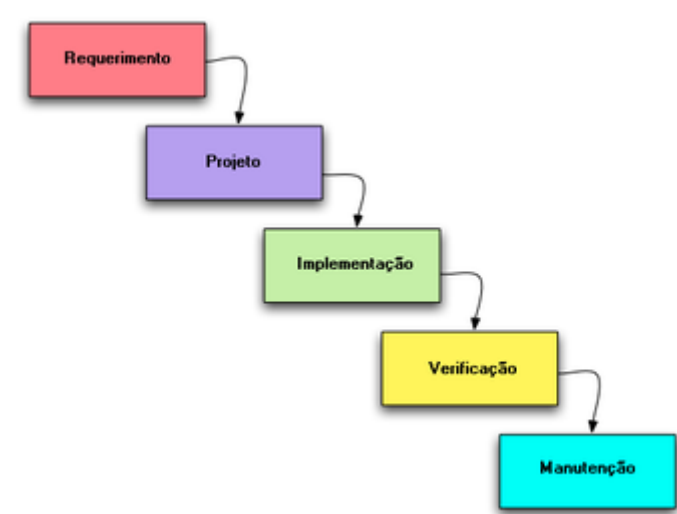 Requerimento
Projeto
Implementação
Verificação
Manutenção